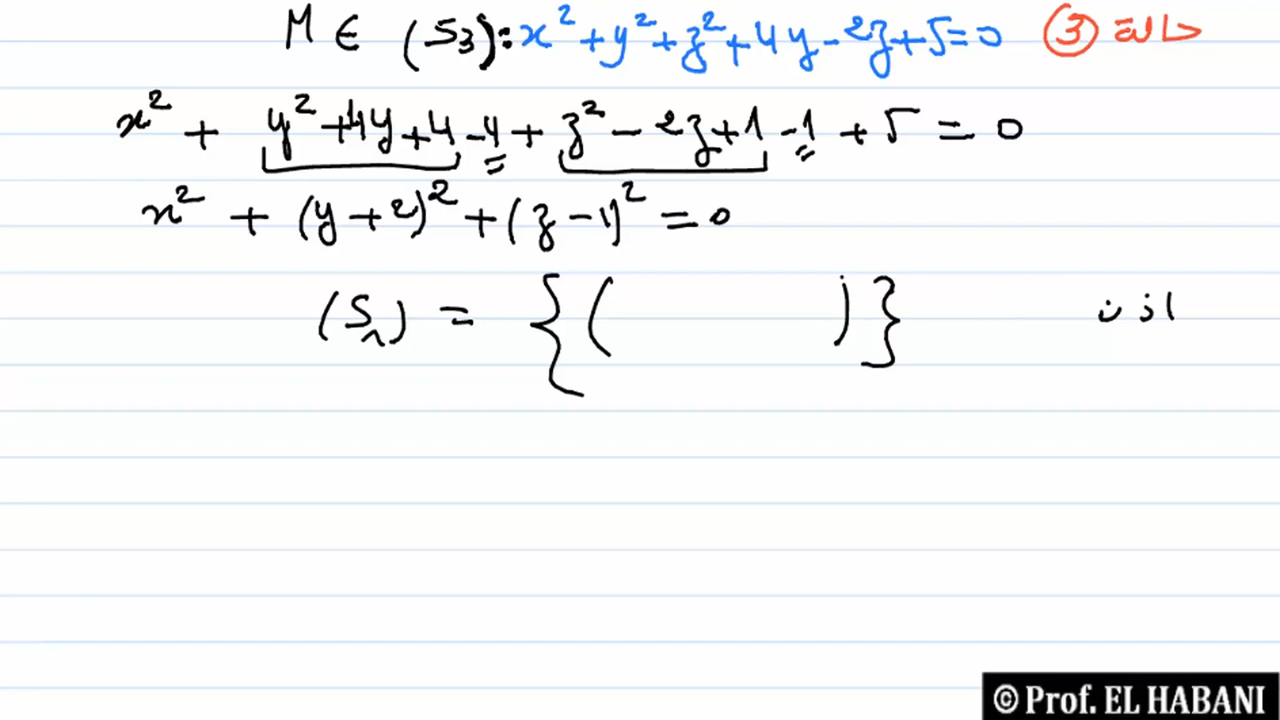 M ∈ (S3): x² + y² + z² + 4y - 2z + 5 = 0 حالة ③
x² + y² + 4y + 4 - 4 + z² - 2z + 1 - 1 + 5 = 0
x² + (y + 2)² + (z - 1)² = 0
إذن (S) = {( )}
© Prof. EL HABANI